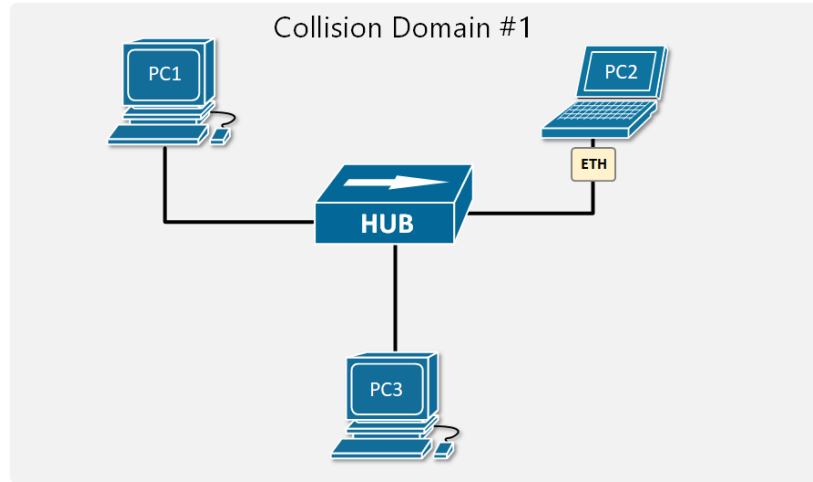 Collision Domain #1
PC1
PC2
ETH
HUB
PC3